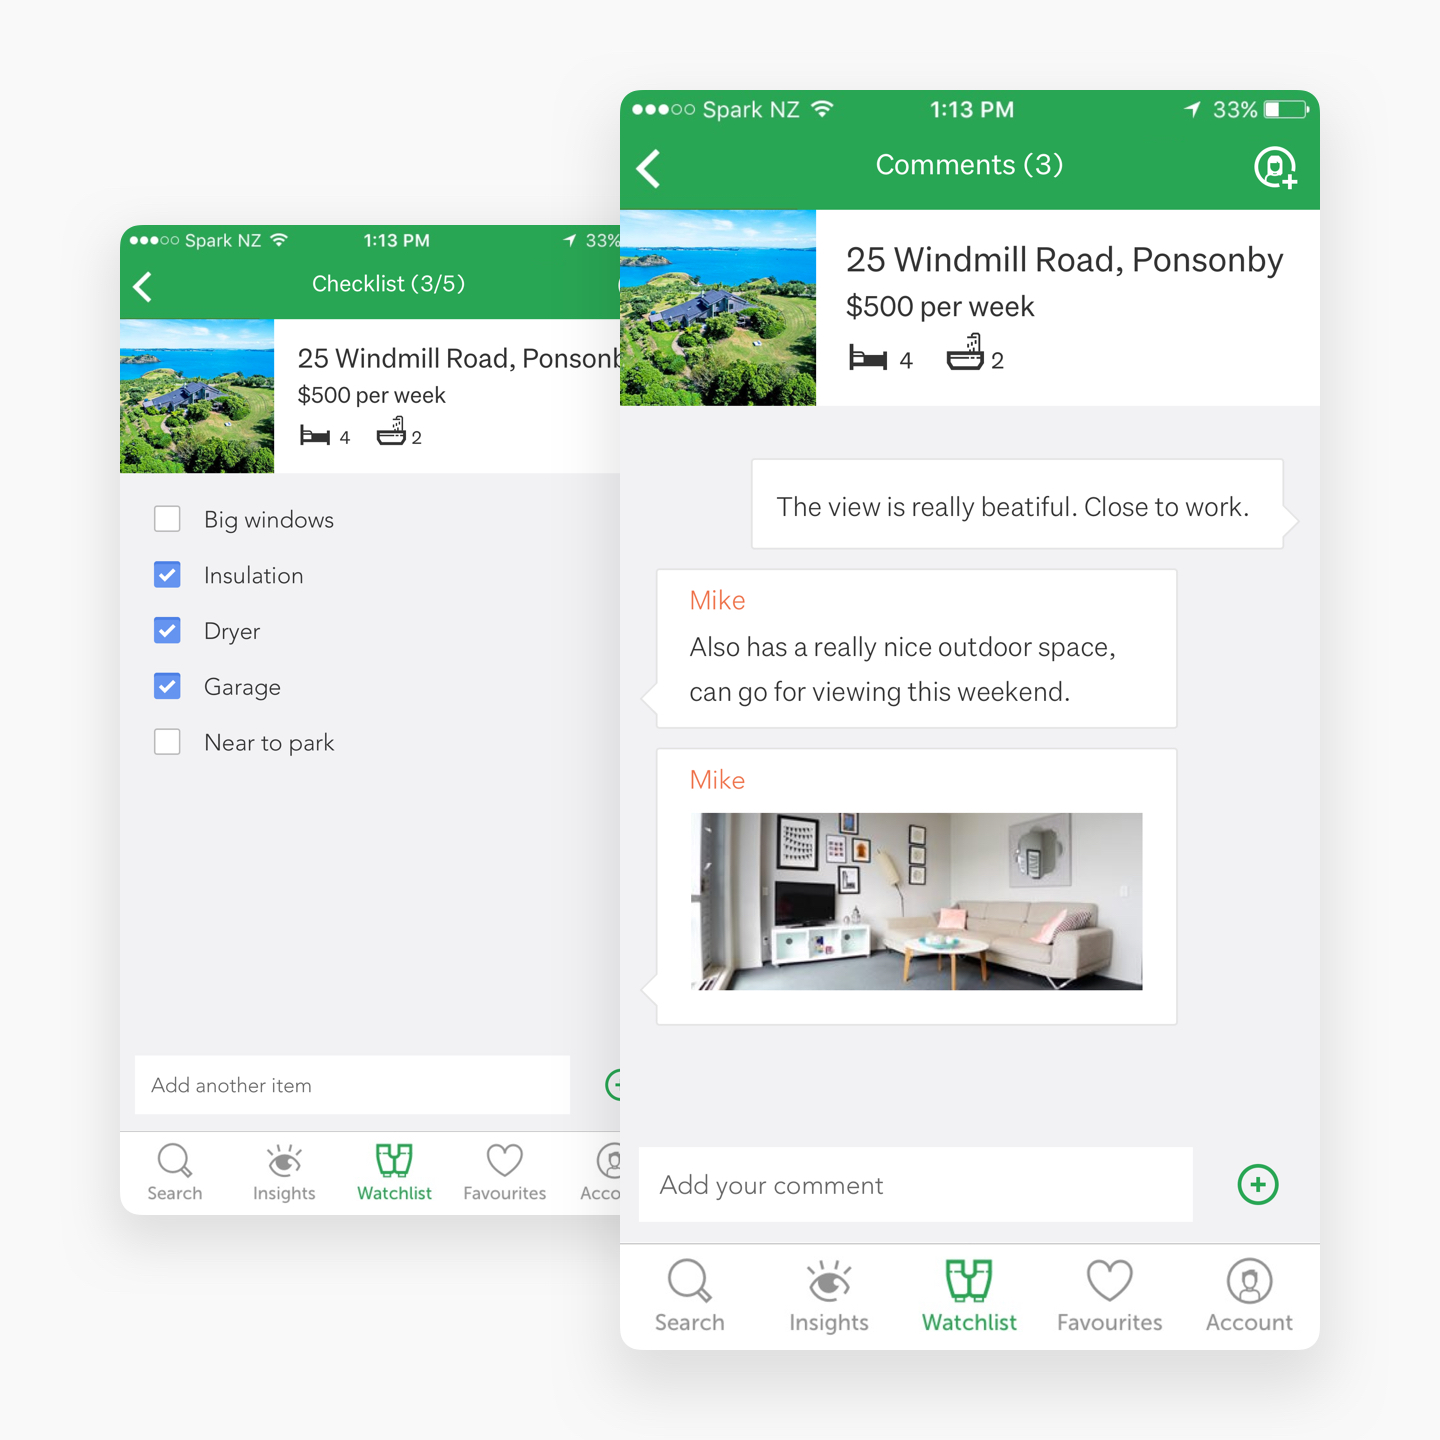 Spark NZ 1:13 PM 33%
Checklist (3/5)
25 Windmill Road, Ponsonb
$500 per week
4 2
Big windows
Insulation
Dryer
Garage
Near to park
Add another item
Search Insights Watchlist Favourites Acco
Spark NZ 1:13 PM 33%
Comments (3)
25 Windmill Road, Ponsonby
$500 per week
4 2
The view is really beatiful. Close to work.
Mike
Also has a really nice outdoor space,
can go for viewing this weekend.
Mike
Add your comment
Search Insights Watchlist Favourites Account